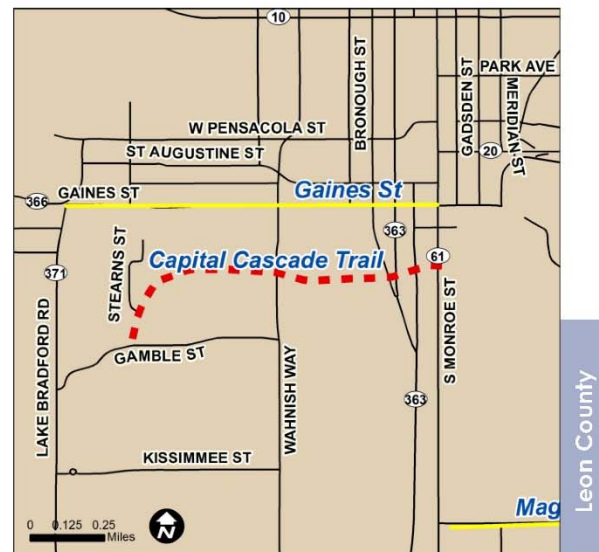 10
PARK AVE
BRONOUGH ST
GADSDEN ST
MERIDIAN ST
W PENSACOLA ST
ST AUGUSTINE ST
20
GAINES ST
Gaines St
366
363
STEARNS ST
Capital Cascade Trail
61
371
LAKE BRADFORD RD
GAMBLE ST
WAHNISH WAY
S MONROE ST
363
KISSIMMEE ST
Mag
0 0.125 0.25
Miles
N
Leon County